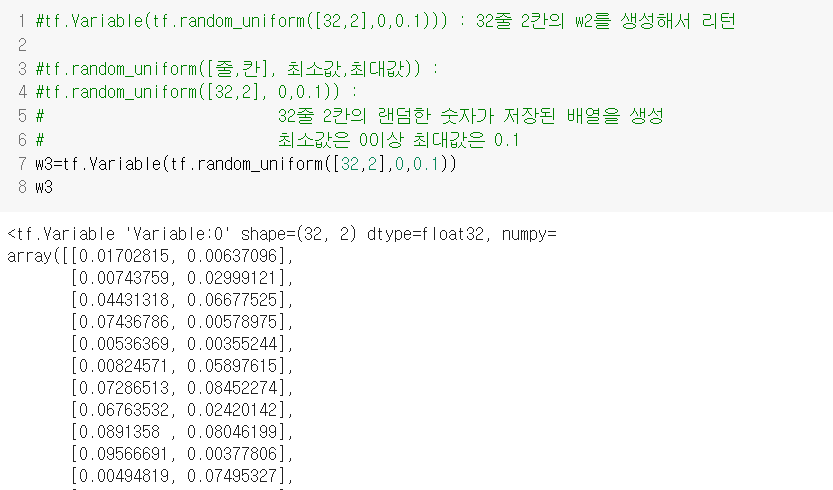 1 #tf.Variable(tf.random_uniform([32,2],0,0.1))) : 32줄 2칸의 w2를 생성해서 리턴
2
3 #tf.random_uniform([줄,칸], 최소값,최대값)) :
4 #tf.random_uniform([32,2], 0,0.1)) :
5 # 32줄 2칸의 랜덤한 숫자가 저장된 배열을 생성
6 # 최소값은 0이상 최대값은 0.1
7 w3=tf.Variable(tf.random_uniform([32,2],0,0.1))
8 w3
<tf.Variable 'Variable:0' shape=(32, 2) dtype=float32, numpy=
array([[0.01702815, 0.00637096],
[0.00743759, 0.02999121],
[0.04431318, 0.06677525],
[0.07436786, 0.00578975],
[0.00536369, 0.00355244],
[0.00824571, 0.05897615],
[0.07286513, 0.08452274],
[0.06763532, 0.02420142],
[0.0891358 , 0.08046199],
[0.09566691, 0.00377806],
[0.00494819, 0.07495327],